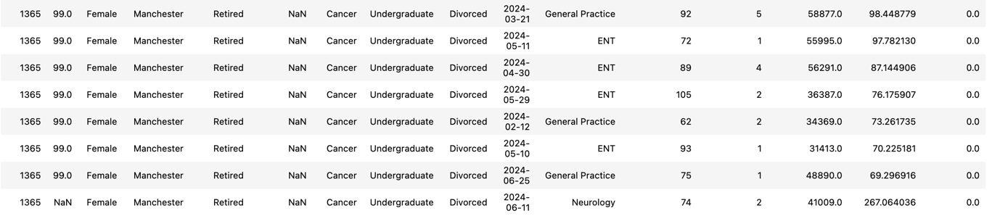 1365 99.0 Female Manchester Retired NaN Cancer Undergraduate Divorced 2024-03-21 General Practice 92 5 58877.0 98.448779 0.0
1365 99.0 Female Manchester Retired NaN Cancer Undergraduate Divorced 2024-05-11 ENT 72 1 55995.0 97.782130 0.0
1365 99.0 Female Manchester Retired NaN Cancer Undergraduate Divorced 2024-04-30 ENT 89 4 56291.0 87.144906 0.0
1365 99.0 Female Manchester Retired NaN Cancer Undergraduate Divorced 2024-05-29 ENT 105 2 36387.0 76.175907 0.0
1365 99.0 Female Manchester Retired NaN Cancer Undergraduate Divorced 2024-02-12 General Practice 62 2 34369.0 73.261735 0.0
1365 99.0 Female Manchester Retired NaN Cancer Undergraduate Divorced 2024-05-10 ENT 93 1 31413.0 70.225181 0.0
1365 99.0 Female Manchester Retired NaN Cancer Undergraduate Divorced 2024-06-25 General Practice 75 1 48890.0 69.296916 0.0
1365 NaN Female Manchester Retired NaN Cancer Undergraduate Divorced 2024-06-11 Neurology 74 2 41009.0 267.064036 0.0